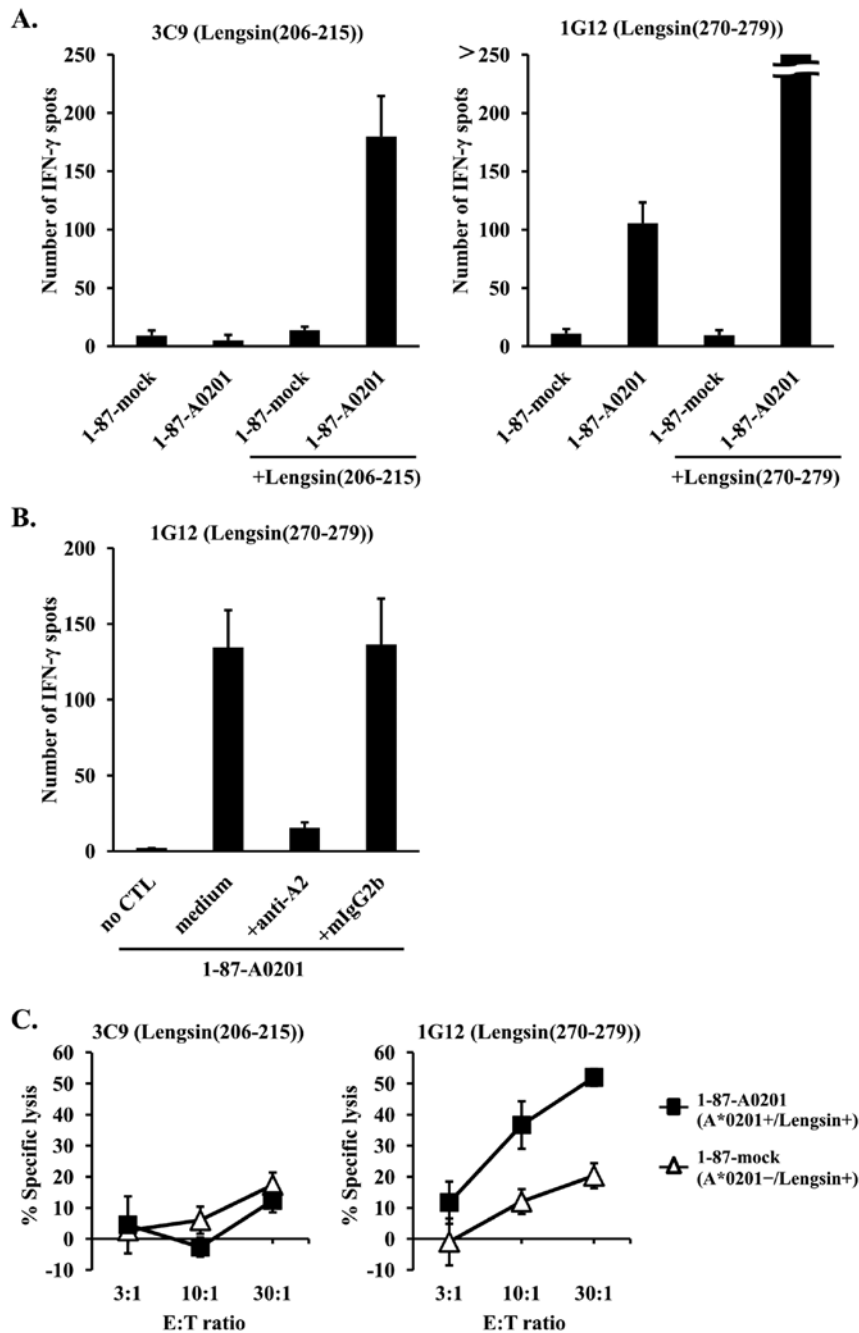 A.
3C9 (Lengsin(206-215))
Number of IFN-γ spots
250
200
150
100
50
0
1-87-mock
1-87-A0201
1-87-mock
1-87-A0201
+Lengsin(206-215)
1G12 (Lengsin(270-279))
Number of IFN-γ spots
> 250
200
150
100
50
0
1-87-mock
1-87-A0201
1-87-mock
1-87-A0201
+Lengsin(270-279)
B.
1G12 (Lengsin(270-279))
Number of IFN-γ spots
200
150
100
50
0
no CTL
medium
+anti-A2
+mIgG2b
1-87-A0201
C.
3C9 (Lengsin(206-215))
% Specific lysis
60
50
40
30
20
10
0
-10
3:1 10:1 30:1
E:T ratio
1G12 (Lengsin(270-279))
% Specific lysis
60
50
40
30
20
10
0
-10
3:1 10:1 30:1
E:T ratio
1-87-A0201
(A*0201+/Lengsin+)
1-87-mock
(A*0201−/Lengsin+)